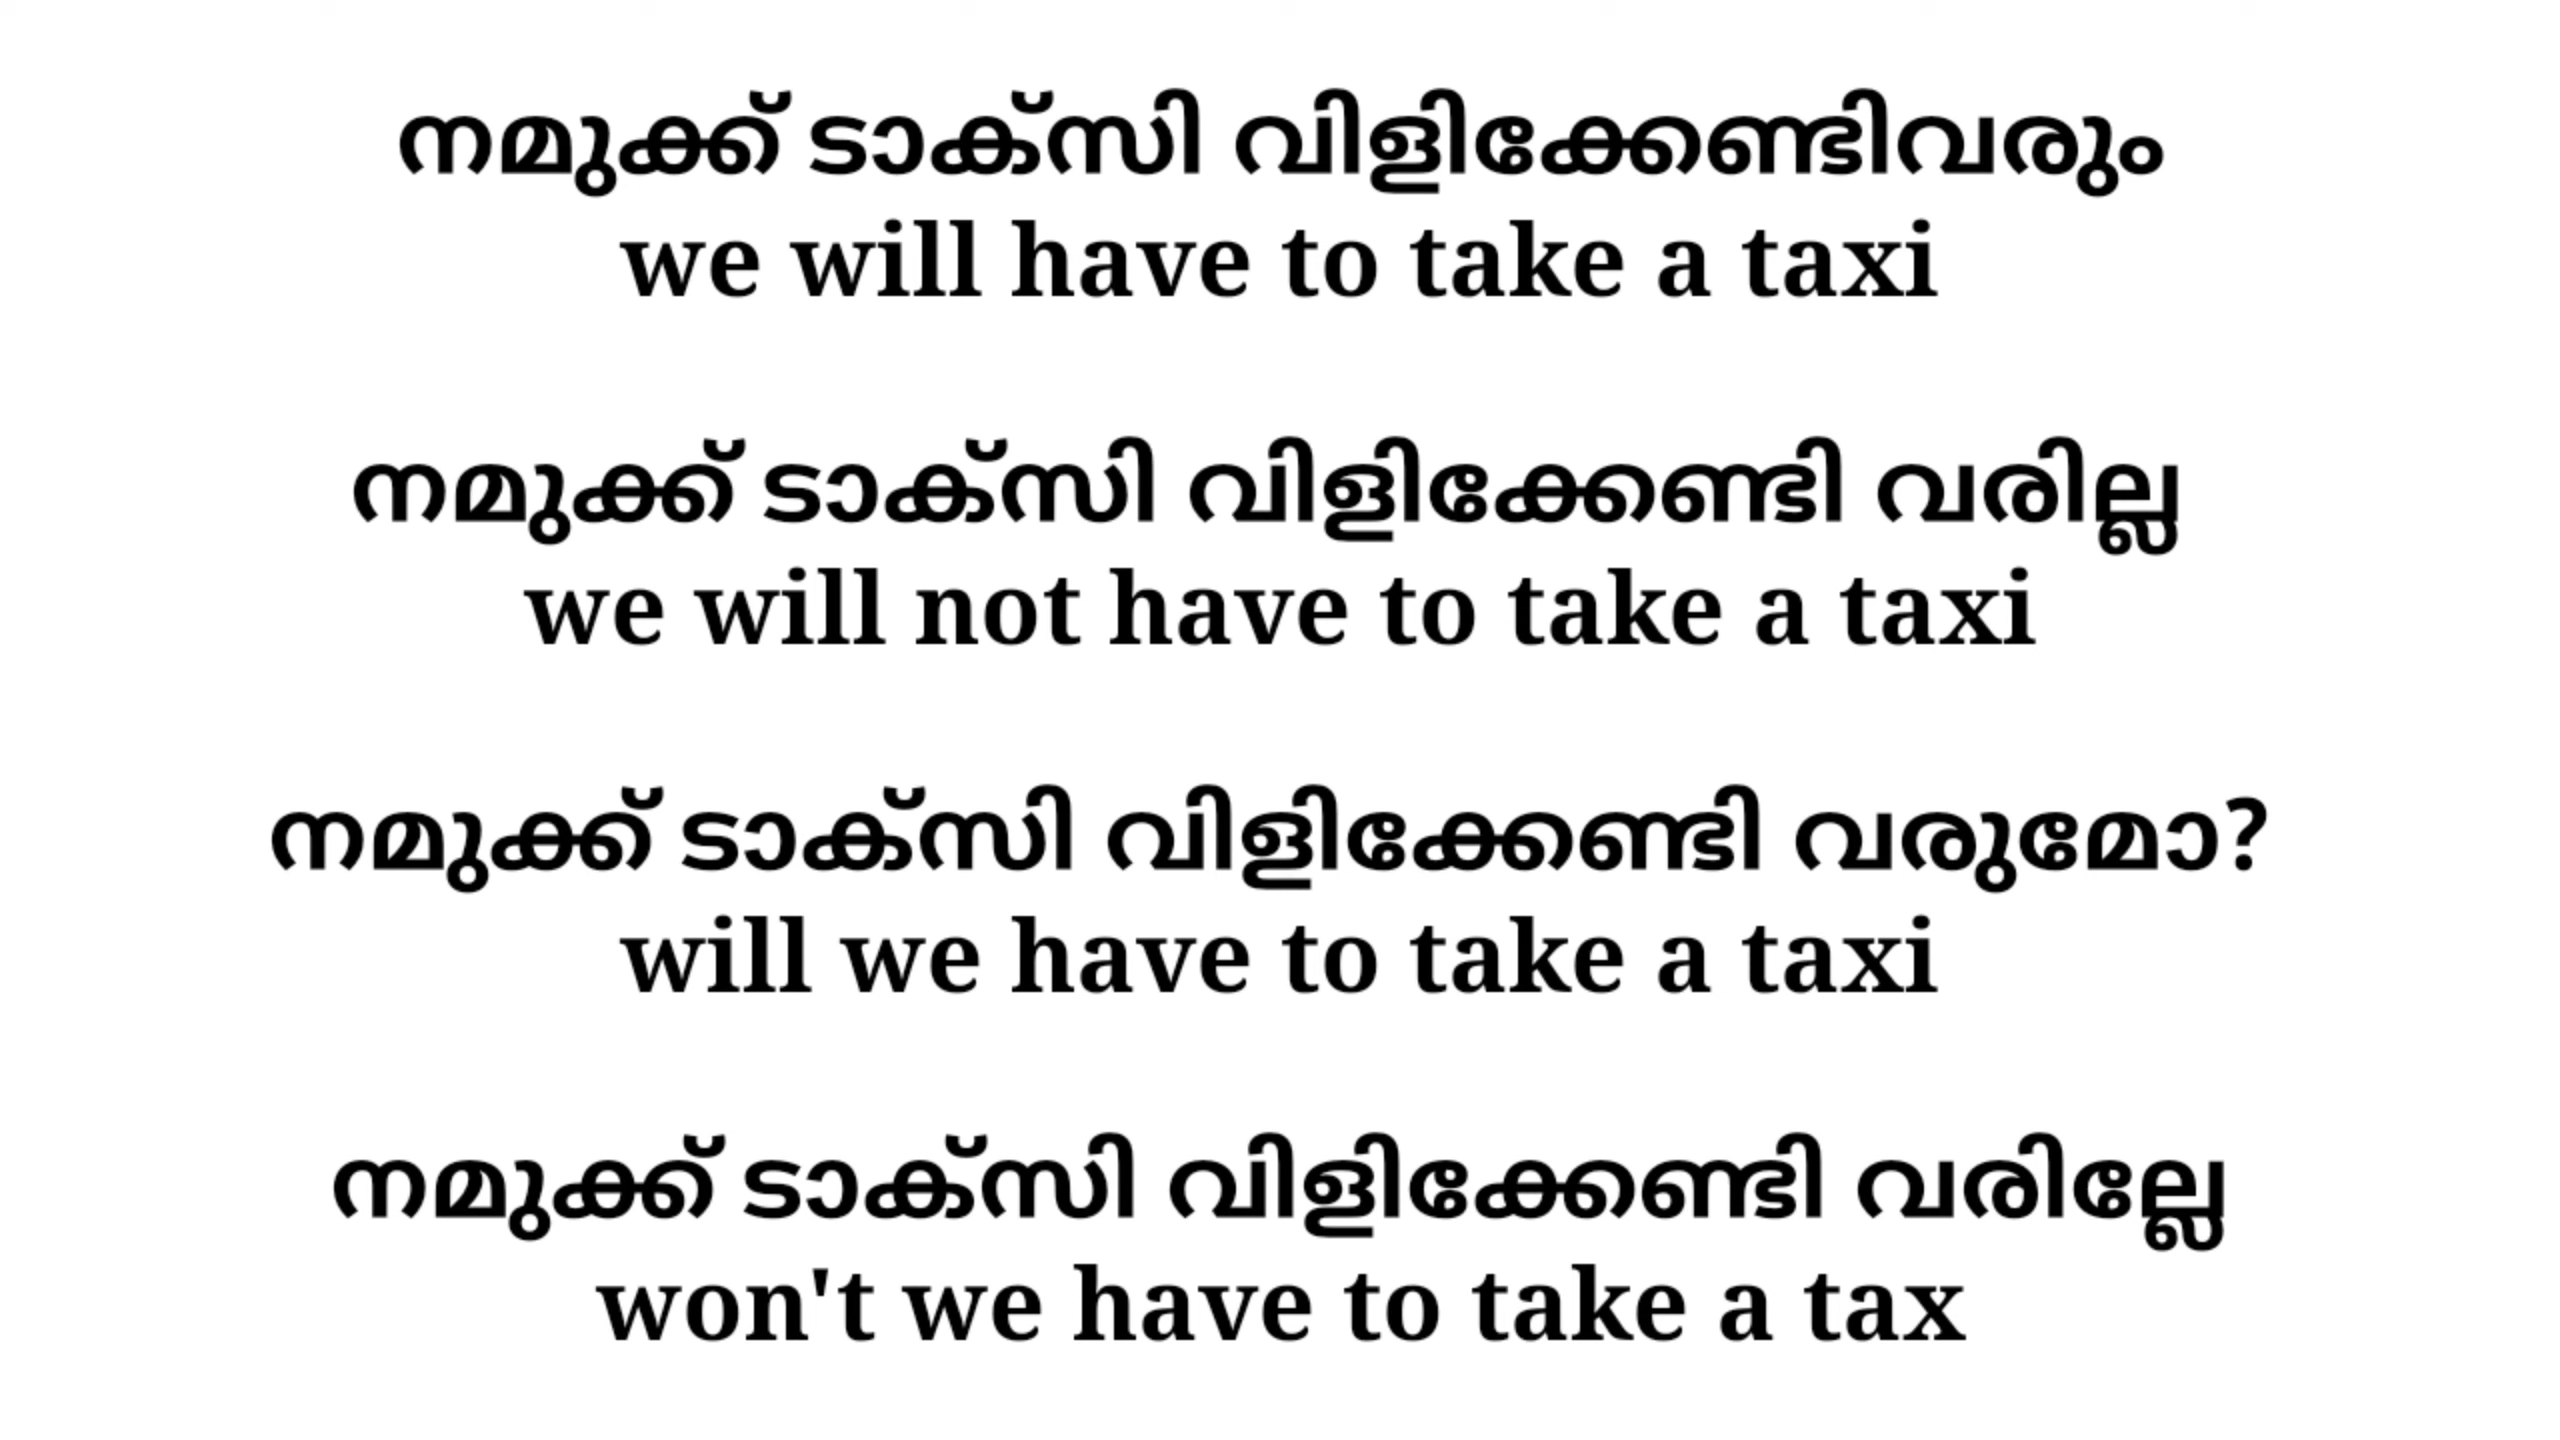 നമുക്ക് ടാക്സി വിളിക്കേണ്ടിവരും
we will have to take a taxi
നമുക്ക് ടാക്സി വിളിക്കേണ്ടി വരില്ല
we will not have to take a taxi
നമുക്ക് ടാക്സി വിളിക്കേണ്ടി വരുമോ?
will we have to take a taxi
നമുക്ക് ടാക്സി വിളിക്കേണ്ടി വരില്ലേ
won't we have to take a tax